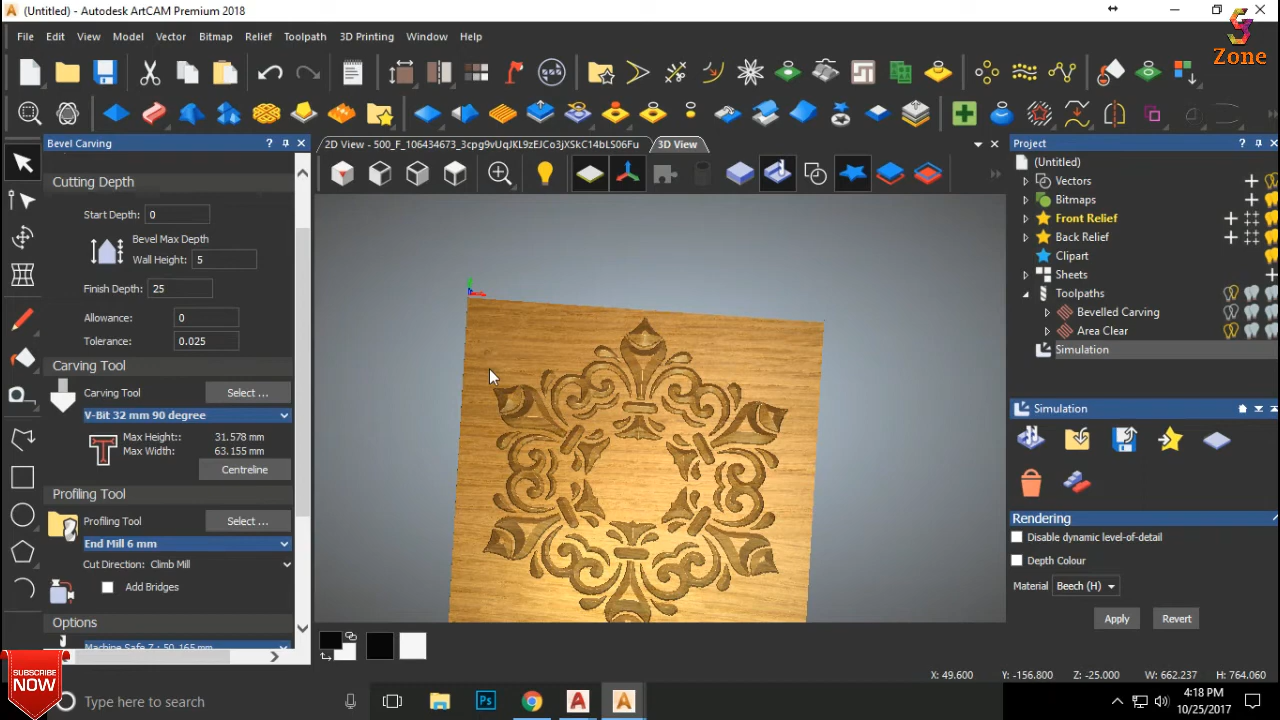 (Untitled) - Autodesk ArtCAM Premium 2018
File Edit View Model Vector Bitmap Relief Toolpath 3D Printing Window Help
Zone
Bevel Carving
2D View - 500_F_106434673_3cpg9vUqJKL9zEJCo3jXSkC14bLS06Fu
3D View
Project
Cutting Depth
Start Depth: 0
Bevel Max Depth
Wall Height: 5
Finish Depth: 25
Allowance: 0
Tolerance: 0.025
Carving Tool
Carving Tool Select ...
V-Bit 32 mm 90 degree
Max Height:: 31.578 mm
Max Width: 63.155 mm
Centreline
Profiling Tool
Profiling Tool Select ...
End Mill 6 mm
Cut Direction: Climb Mill
Add Bridges
Options
Machine Safe Z : 50.165 mm
(Untitled)
Vectors
Bitmaps
Front Relief
Back Relief
Clipart
Sheets
Toolpaths
Bevelled Carving
Area Clear
Simulation
Simulation
Rendering
Disable dynamic level-of-detail
Depth Colour
Material Beech (H)
Apply Revert
X: 49.600 Y: -156.800 Z: -25.000 W: 662.237 H: 764.060
SUBSCRIBE
NOW
Type here to search
Ps
4:18 PM
10/25/2017